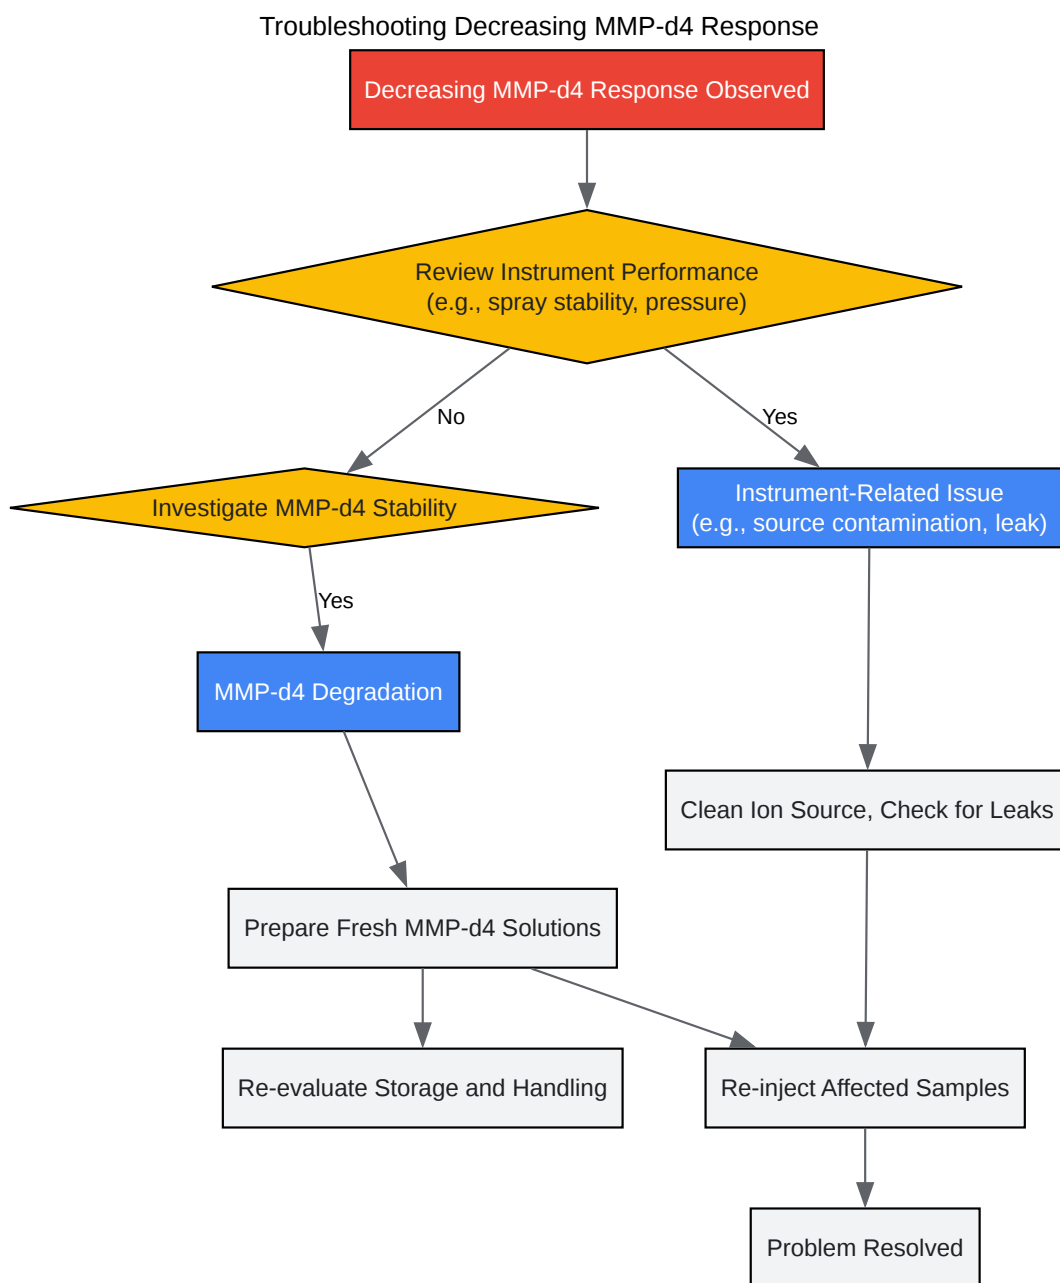 Troubleshooting Decreasing MMP-d4 Response
Decreasing MMP-d4 Response Observed
Review Instrument Performance
(e.g., spray stability, pressure)
No
Yes
Investigate MMP-d4 Stability
Instrument-Related Issue
(e.g., source contamination, leak)
Yes
MMP-d4 Degradation
Clean Ion Source, Check for Leaks
Prepare Fresh MMP-d4 Solutions
Re-evaluate Storage and Handling
Re-inject Affected Samples
Problem Resolved